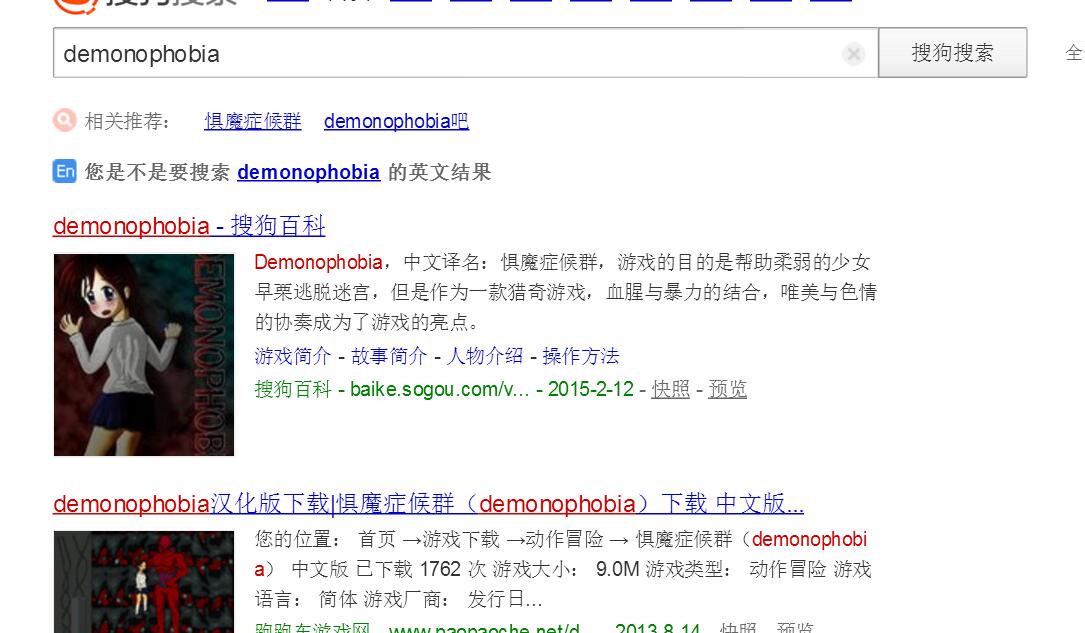 demonophobia
搜狗搜索
全
相关推荐： 惧魔症候群 demonophobia吧
En 您是不是要搜索 demonophobia 的英文结果
demonophobia - 搜狗百科
DEMONOPHOB
Demonophobia，中文译名：惧魔症候群，游戏的目的是帮助柔弱的少女
早栗逃脱迷宫，但是作为一款猎奇游戏，血腥与暴力的结合，唯美与色情
的协奏成为了游戏的亮点。
游戏简介 - 故事简介 - 人物介绍 - 操作方法
搜狗百科 - baike.sogou.com/v... - 2015-2-12 - 快照 - 预览
demonophobia汉化版下载|惧魔症候群（demonophobia）下载 中文版...
您的位置： 首页 →游戏下载 →动作冒险 → 惧魔症候群（demonophobi
a） 中文版 已下载 1762 次 游戏大小： 9.0M 游戏类型： 动作冒险 游戏
语言： 简体 游戏厂商： 发行日...
跑跑车游戏网 - www.paopaoche.net/d... - 2013-8-14 - 快照 - 预览